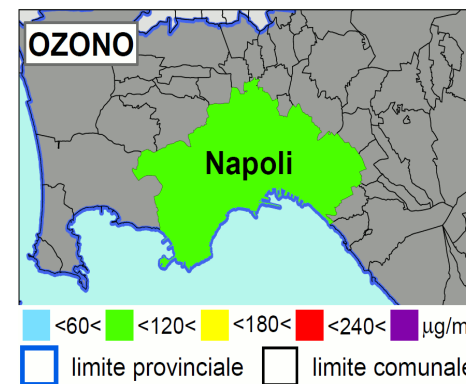 OZONO
Napoli
<60< <120< <180< <240< µg/m
limite provinciale limite comunale